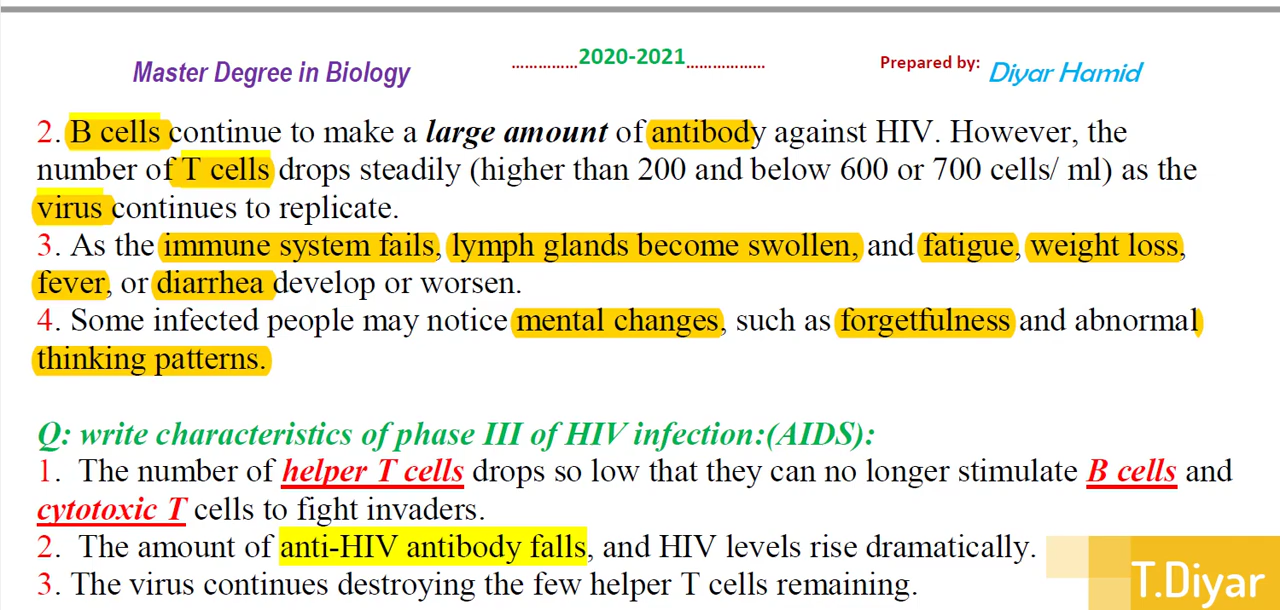 Master Degree in Biology .............2020-2021................ Prepared by: Diyar Hamid
2. B cells continue to make a large amount of antibody against HIV. However, the
number of T cells drops steadily (higher than 200 and below 600 or 700 cells/ ml) as the
virus continues to replicate.
3. As the immune system fails, lymph glands become swollen, and fatigue, weight loss,
fever, or diarrhea develop or worsen.
4. Some infected people may notice mental changes, such as forgetfulness and abnormal
thinking patterns.
Q: write characteristics of phase III of HIV infection:(AIDS):
1. The number of helper T cells drops so low that they can no longer stimulate B cells and
cytotoxic T cells to fight invaders.
2. The amount of anti-HIV antibody falls, and HIV levels rise dramatically.
3. The virus continues destroying the few helper T cells remaining.
T.Diyar